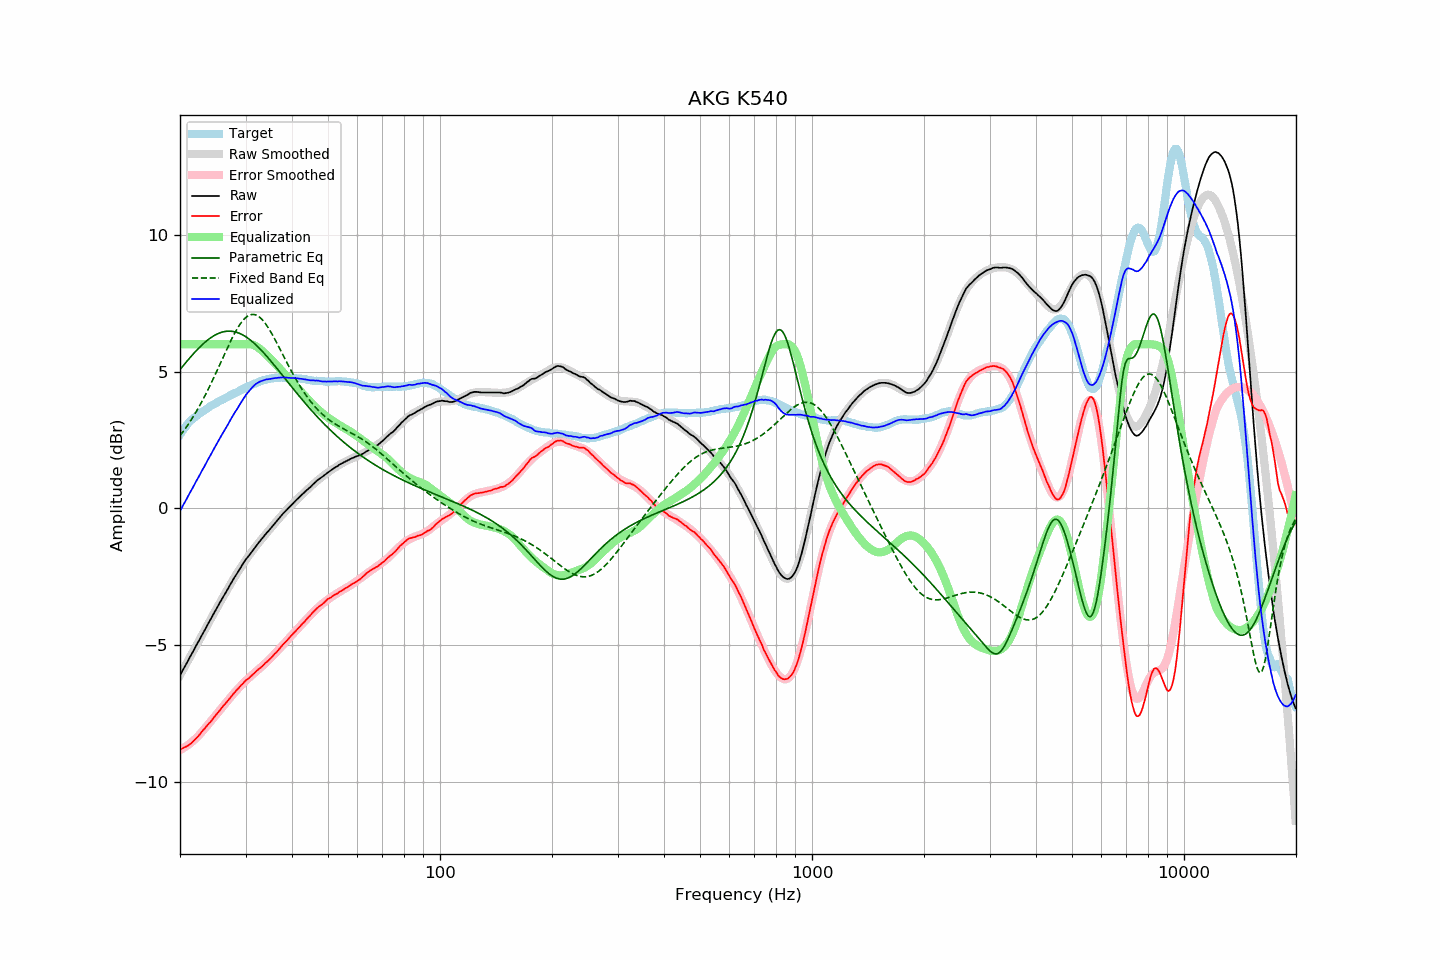 AKG K540
Target
Raw Smoothed
Error Smoothed
Raw
Error
Equalization
Parametric Eq
Fixed Band Eq
Equalized
10
5
0
−5
−10
Amplitude (dBr)
100
1000
10000
Frequency (Hz)